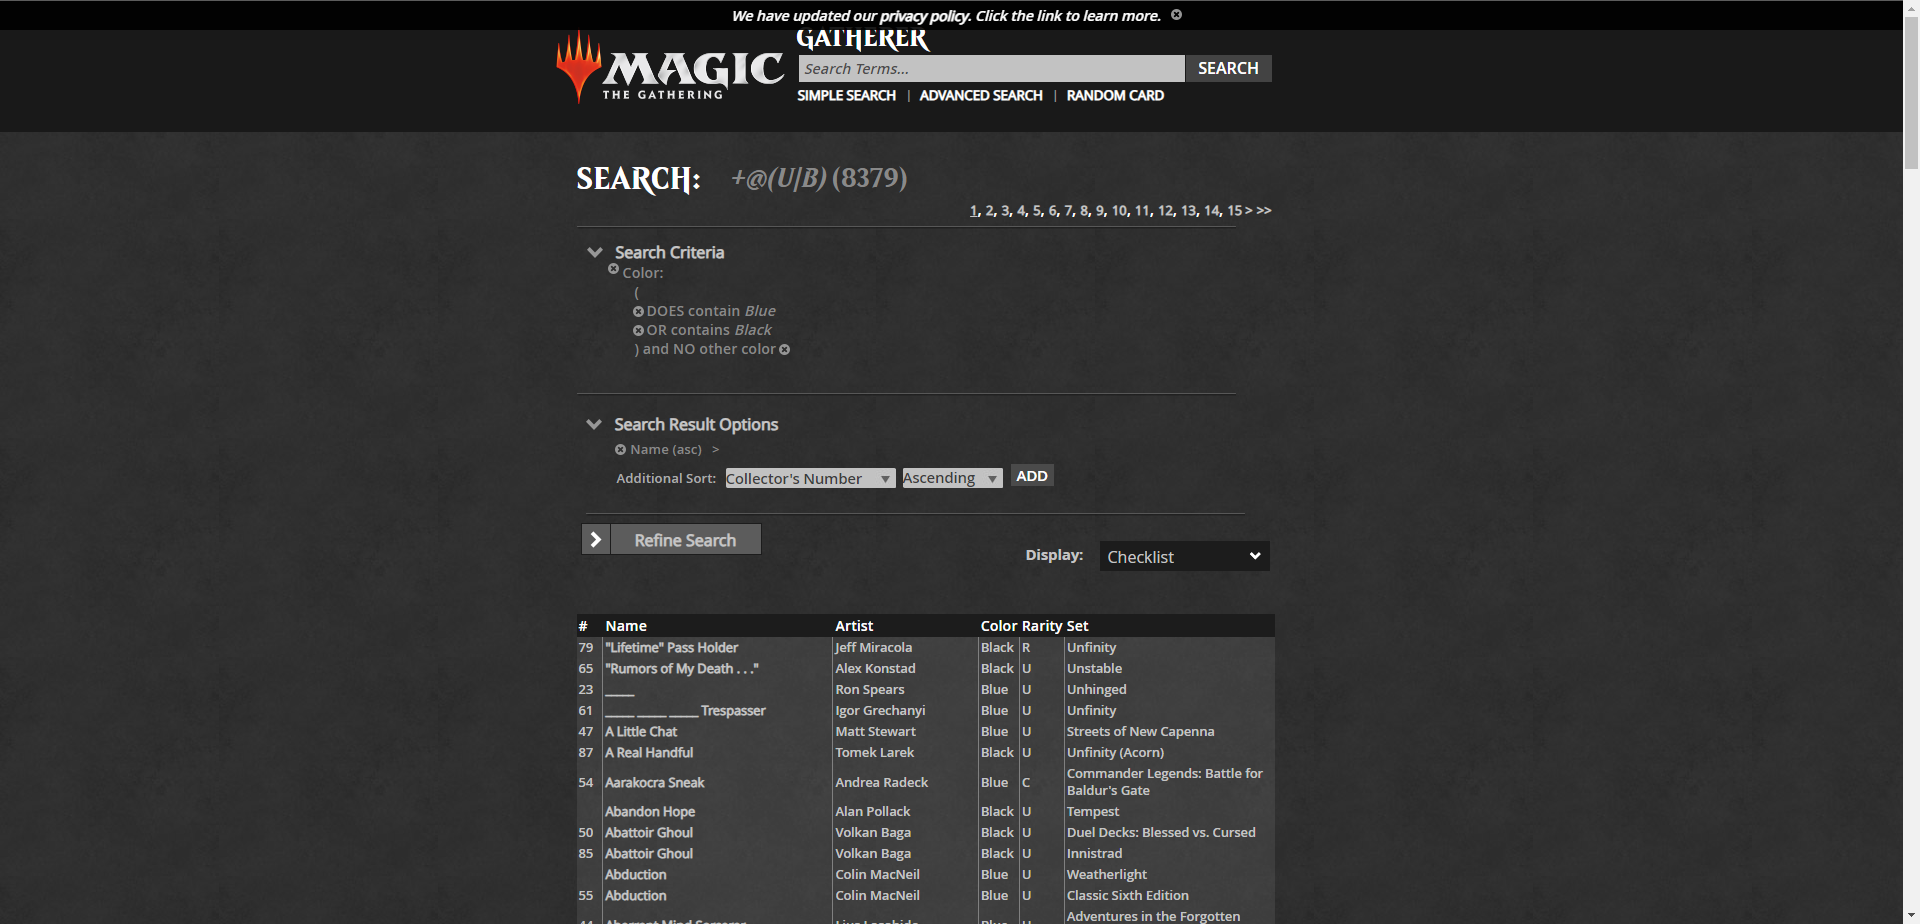 We have updated our privacy policy. Click the link to learn more.
GATHERER
MAGIC
THE GATHERING
Search Terms...
SEARCH
SIMPLE SEARCH | ADVANCED SEARCH | RANDOM CARD
SEARCH: +@(U|B) (8379)
1, 2, 3, 4, 5, 6, 7, 8, 9, 10, 11, 12, 13, 14, 15 > >>
Search Criteria
Color:
(
DOES contain Blue
OR contains Black
) and NO other color
Search Result Options
Name (asc) >
Additional Sort: Collector's Number Ascending ADD
Refine Search
Display: Checklist
# Name Artist Color Rarity Set
79 "Lifetime" Pass Holder Jeff Miracola Black R Unfinity
65 "Rumors of My Death . . ." Alex Konstad Black U Unstable
23 _____ Ron Spears Blue U Unhinged
61 _____ _____ _____ Trespasser Igor Grechanyi Blue U Unfinity
47 A Little Chat Matt Stewart Blue U Streets of New Capenna
87 A Real Handful Tomek Larek Black U Unfinity (Acorn)
54 Aarakocra Sneak Andrea Radeck Blue C Commander Legends: Battle for
Baldur's Gate
Abandon Hope Alan Pollack Black U Tempest
50 Abattoir Ghoul Volkan Baga Black U Duel Decks: Blessed vs. Cursed
85 Abattoir Ghoul Volkan Baga Black U Innistrad
Abduction Colin MacNeil Blue U Weatherlight
55 Abduction Colin MacNeil Blue U Classic Sixth Edition
Adventures in the Forgotten